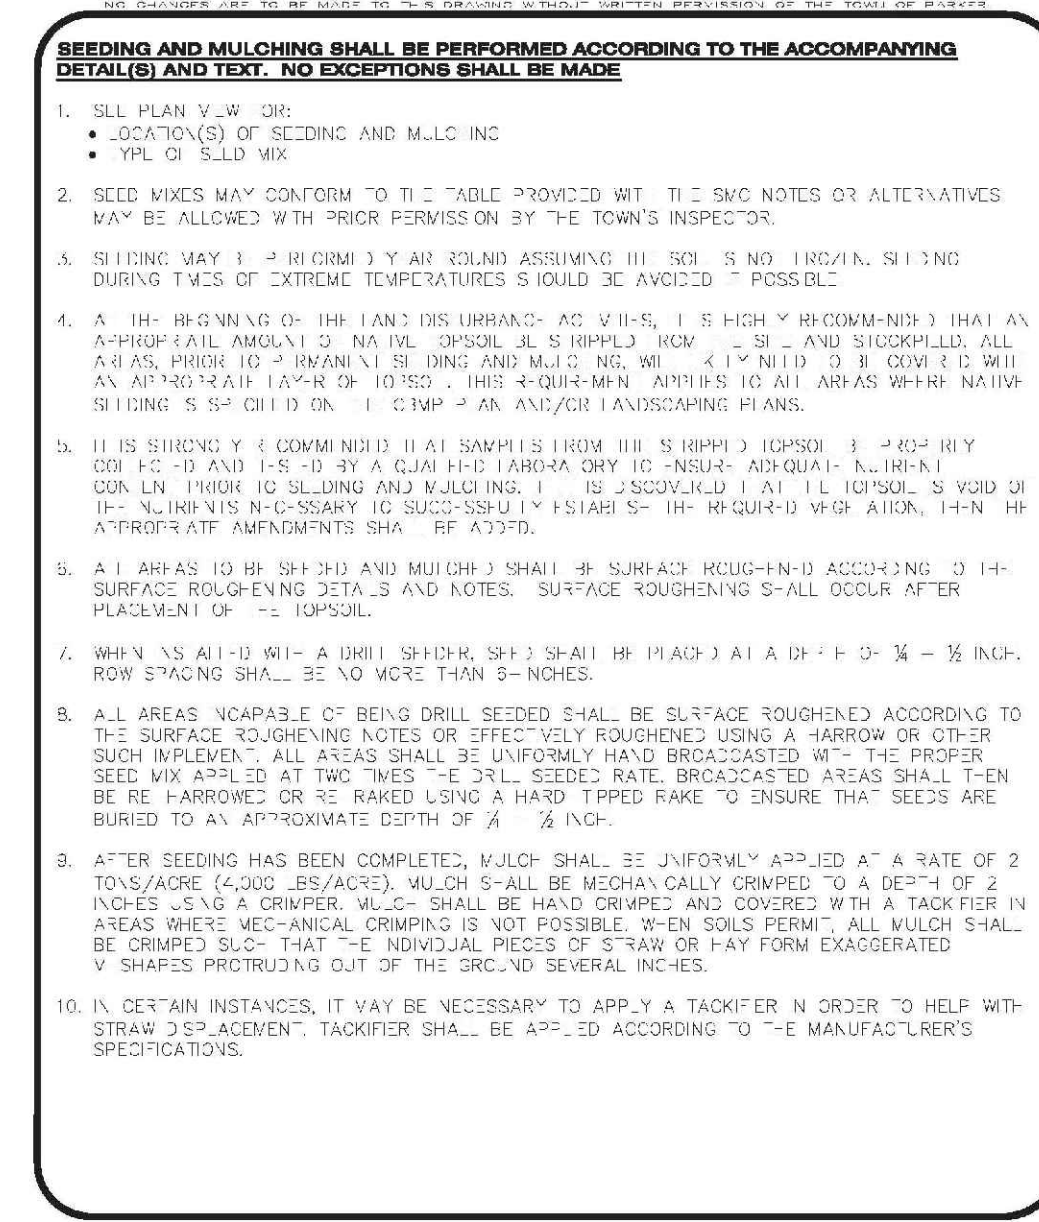 NO CHANGES ARE TO BE MADE TO THIS DRAWING WITHOUT WRITTEN PERMISSION OF THE TOWN OF PARKER
SEEDING AND MULCHING SHALL BE PERFORMED ACCORDING TO THE ACCOMPANYING
DETAIL(S) AND TEXT. NO EXCEPTIONS SHALL BE MADE
1. SEE PLAN VIEW FOR:
• LOCATION(S) OF SEEDING AND MULCHING
• TYPE OF SEED MIX
2. SEED MIXES MAY CONFORM TO THE TABLE PROVIDED WITH THE SMC NOTES OR ALTERNATIVES
MAY BE ALLOWED WITH PRIOR PERMISSION BY THE TOWN'S INSPECTOR.
3. SEEDING MAY BE PERFORMED YEAR ROUND ASSUMING THE SOIL IS NOT FROZEN. SEEDING
DURING TIMES OF EXTREME TEMPERATURES SHOULD BE AVOIDED IF POSSIBLE
4. AT THE BEGINNING OF THE LAND DISTURBANCE ACTIVITIES, IT IS HIGHLY RECOMMENDED THAT AN
APPROPRIATE AMOUNT OF NATIVE TOPSOIL BE STRIPPED FROM THE SITE AND STOCKPILED. ALL
AREAS, PRIOR TO PERMANENT SEEDING AND MULCHING, WILL LIKELY NEED TO BE COVERED WITH
AN APPROPRIATE LAYER OF TOPSOIL. THIS REQUIREMENT APPLIES TO ALL AREAS WHERE NATIVE
SEEDING IS SPECIFIED ON THE CBMP PLAN AND/OR LANDSCAPING PLANS.
5. IT IS STRONGLY RECOMMENDED THAT SAMPLES FROM THE STRIPPED TOPSOIL BE PROPERLY
COLLECTED AND TESTED BY A QUALIFIED LABORATORY TO ENSURE ADEQUATE NUTRIENT
CONTENT PRIOR TO SEEDING AND MULCHING. IF IT IS DISCOVERED THAT THE TOPSOIL IS VOID OF
THE NUTRIENTS NECESSARY TO SUCCESSFULLY ESTABLISH THE REQUIRED VEGETATION, THEN THE
APPROPRIATE AMENDMENTS SHALL BE ADDED.
6. ALL AREAS TO BE SEEDED AND MULCHED SHALL BE SURFACE ROUGHENED ACCORDING TO THE
SURFACE ROUGHENING DETAILS AND NOTES. SURFACE ROUGHENING SHALL OCCUR AFTER
PLACEMENT OF THE TOPSOIL.
7. WHEN INSTALLED WITH A DRILL SEEDER, SEED SHALL BE PLACED AT A DEPTH OF ¼ – ½ INCH.
ROW SPACING SHALL BE NO MORE THAN 6-INCHES.
8. ALL AREAS INCAPABLE OF BEING DRILL SEEDED SHALL BE SURFACE ROUGHENED ACCORDING TO
THE SURFACE ROUGHENING NOTES OR EFFECTIVELY ROUGHENED USING A HARROW OR OTHER
SUCH IMPLEMENT. ALL AREAS SHALL BE UNIFORMLY HAND BROADCASTED WITH THE PROPER
SEED MIX APPLIED AT TWO TIMES THE DRILL SEEDED RATE. BROADCASTED AREAS SHALL THEN
BE RE-HARROWED OR RE-RAKED USING A HARD TIPPED RAKE TO ENSURE THAT SEEDS ARE
BURIED TO AN APPROXIMATE DEPTH OF ¼ – ½ INCH.
9. AFTER SEEDING HAS BEEN COMPLETED, MULCH SHALL BE UNIFORMLY APPLIED AT A RATE OF 2
TONS/ACRE (4,000 LBS/ACRE). MULCH SHALL BE MECHANICALLY CRIMPED TO A DEPTH OF 2
INCHES USING A CRIMPER. MULCH SHALL BE HAND CRIMPED AND COVERED WITH A TACKIFIER IN
AREAS WHERE MECHANICAL CRIMPING IS NOT POSSIBLE. WHEN SOILS PERMIT, ALL MULCH SHALL
BE CRIMPED SUCH THAT THE INDIVIDUAL PIECES OF STRAW OR HAY FORM EXAGGERATED
V SHAPES PROTRUDING OUT OF THE GROUND SEVERAL INCHES.
10. IN CERTAIN INSTANCES, IT MAY BE NECESSARY TO APPLY A TACKIFIER IN ORDER TO HELP WITH
STRAW DISPLACEMENT. TACKIFIER SHALL BE APPLIED ACCORDING TO THE MANUFACTURER'S
SPECIFICATIONS.